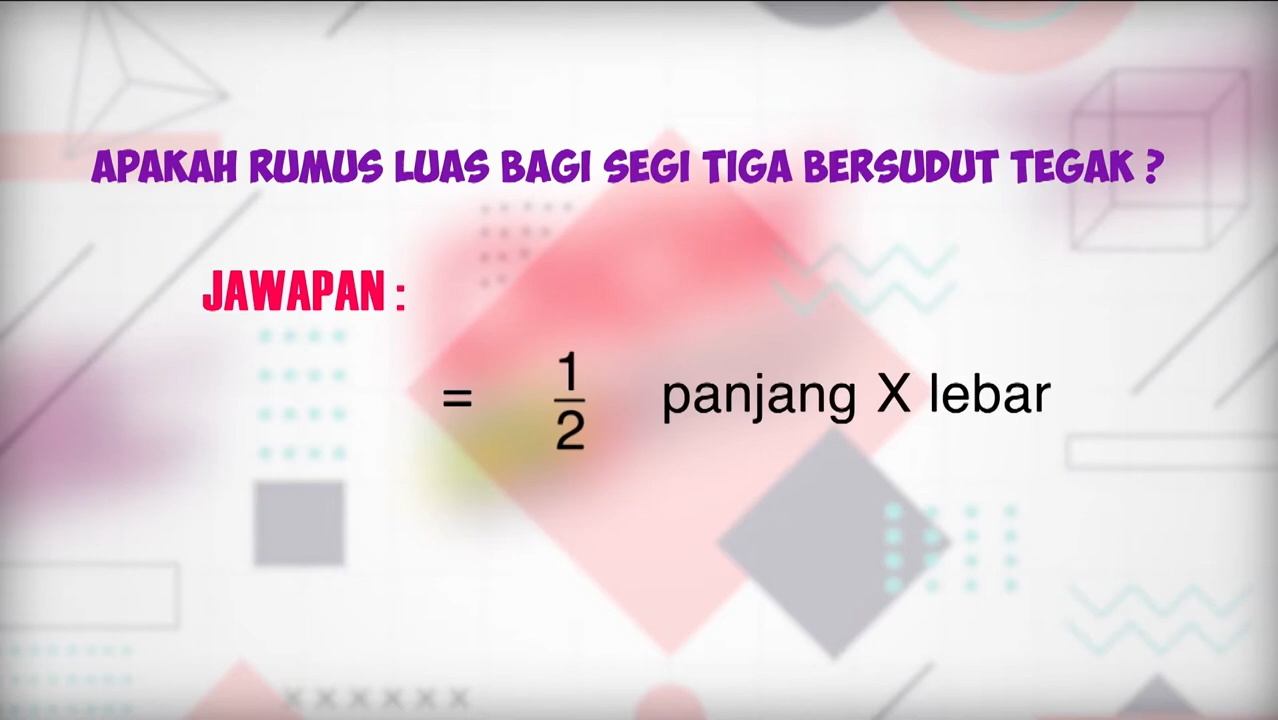 APAKAH RUMUS LUAS BAGI SEGI TIGA BERSUDUT TEGAK ?
JAWAPAN :
= 1/2 panjang X lebar